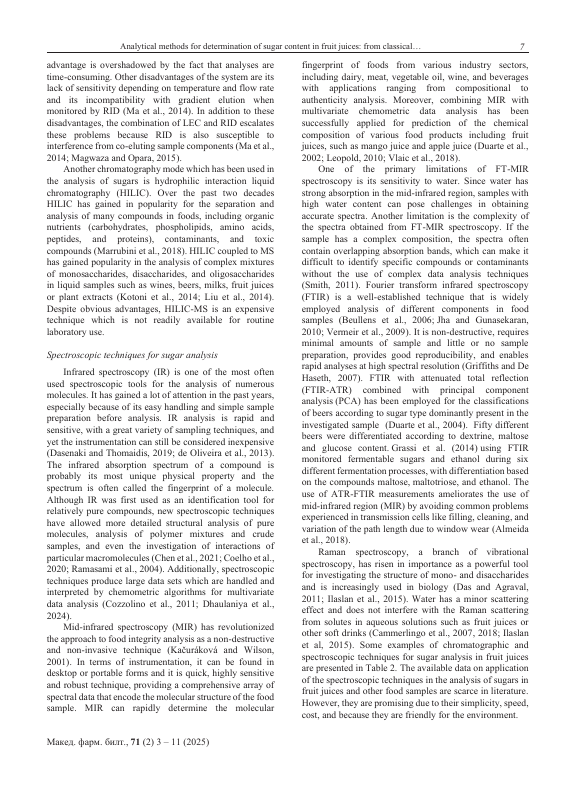 Analytical methods for determination of sugar content in fruit juices: from classical…
7
advantage is overshadowed by the fact that analyses are
time-consuming. Other disadvantages of the system are its
lack of sensitivity depending on temperature and flow rate
and its incompatibility with gradient elution when
monitored by RID (Ma et al., 2014). In addition to these
disadvantages, the combination of LEC and RID escalates
these problems because RID is also susceptible to
interference from co-eluting sample components (Ma et al.,
2014; Magwaza and Opara, 2015).
Another chromatography mode which has been used in
the analysis of sugars is hydrophilic interaction liquid
chromatography (HILIC). Over the past two decades
HILIC has gained in popularity for the separation and
analysis of many compounds in foods, including organic
nutrients (carbohydrates, phospholipids, amino acids,
peptides, and proteins), contaminants, and toxic
compounds (Marrubini et al., 2018). HILIC coupled to MS
has gained popularity in the analysis of complex mixtures
of monosaccharides, disaccharides, and oligosaccharides
in liquid samples such as wines, beers, milks, fruit juices
or plant extracts (Kotoni et al., 2014; Liu et al., 2014).
Despite obvious advantages, HILIC-MS is an expensive
technique which is not readily available for routine
laboratory use.
Spectroscopic techniques for sugar analysis
Infrared spectroscopy (IR) is one of the most often
used spectroscopic tools for the analysis of numerous
molecules. It has gained a lot of attention in the past years,
especially because of its easy handling and simple sample
preparation before analysis. IR analysis is rapid and
sensitive, with a great variety of sampling techniques, and
yet the instrumentation can still be considered inexpensive
(Dasenaki and Thomaidis, 2019; de Oliveira et al., 2013).
The infrared absorption spectrum of a compound is
probably its most unique physical property and the
spectrum is often called the fingerprint of a molecule.
Although IR was first used as an identification tool for
relatively pure compounds, new spectroscopic techniques
have allowed more detailed structural analysis of pure
molecules, analysis of polymer mixtures and crude
samples, and even the investigation of interactions of
particular macromolecules (Chen et al., 2021; Coelho et al.,
2020; Ramasami et al., 2004). Additionally, spectroscopic
techniques produce large data sets which are handled and
interpreted by chemometric algorithms for multivariate
data analysis (Cozzolino et al., 2011; Dhaulaniya et al.,
2024).
Mid-infrared spectroscopy (MIR) has revolutionized
the approach to food integrity analysis as a non-destructive
and non-invasive technique (Kačuráková and Wilson,
2001). In terms of instrumentation, it can be found in
desktop or portable forms and it is quick, highly sensitive
and robust technique, providing a comprehensive array of
spectral data that encode the molecular structure of the food
sample. MIR can rapidly determine the molecular
fingerprint of foods from various industry sectors,
including dairy, meat, vegetable oil, wine, and beverages
with applications ranging from compositional to
authenticity analysis. Moreover, combining MIR with
multivariate chemometric data analysis has been
successfully applied for prediction of the chemical
composition of various food products including fruit
juices, such as mango juice and apple juice (Duarte et al.,
2002; Leopold, 2010; Vlaic et al., 2018).
One of the primary limitations of FT-MIR
spectroscopy is its sensitivity to water. Since water has
strong absorption in the mid-infrared region, samples with
high water content can pose challenges in obtaining
accurate spectra. Another limitation is the complexity of
the spectra obtained from FT-MIR spectroscopy. If the
sample has a complex composition, the spectra often
contain overlapping absorption bands, which can make it
difficult to identify specific compounds or contaminants
without the use of complex data analysis techniques
(Smith, 2011). Fourier transform infrared spectroscopy
(FTIR) is a well-established technique that is widely
employed analysis of different components in food
samples (Beullens et al., 2006; Jha and Gunasekaran,
2010; Vermeir et al., 2009). It is non-destructive, requires
minimal amounts of sample and little or no sample
preparation, provides good reproducibility, and enables
rapid analyses at high spectral resolution (Griffiths and De
Haseth, 2007). FTIR with attenuated total reflection
(FTIR-ATR) combined with principal component
analysis (PCA) has been employed for the classifications
of beers according to sugar type dominantly present in the
investigated sample (Duarte et al., 2004). Fifty different
beers were differentiated according to dextrine, maltose
and glucose content. Grassi et al. (2014) using FTIR
monitored fermentable sugars and ethanol during six
different fermentation processes, with differentiation based
on the compounds maltose, maltotriose, and ethanol. The
use of ATR-FTIR measurements ameliorates the use of
mid-infrared region (MIR) by avoiding common problems
experienced in transmission cells like filling, cleaning, and
variation of the path length due to window wear (Almeida
et al., 2018).
Raman spectroscopy, a branch of vibrational
spectroscopy, has risen in importance as a powerful tool
for investigating the structure of mono- and disaccharides
and is increasingly used in biology (Das and Agraval,
2011; Ilaslan et al., 2015). Water has a minor scattering
effect and does not interfere with the Raman scattering
from solutes in aqueous solutions such as fruit juices or
other soft drinks (Cammerlingo et al., 2007, 2018; Ilaslan
et al, 2015). Some examples of chromatographic and
spectroscopic techniques for sugar analysis in fruit juices
are presented in Table 2. The available data on application
of the spectroscopic techniques in the analysis of sugars in
fruit juices and other food samples are scarce in literature.
However, they are promising due to their simplicity, speed,
cost, and because they are friendly for the environment.
Макед. фарм. билт., 71 (2) 3 – 11 (2025)